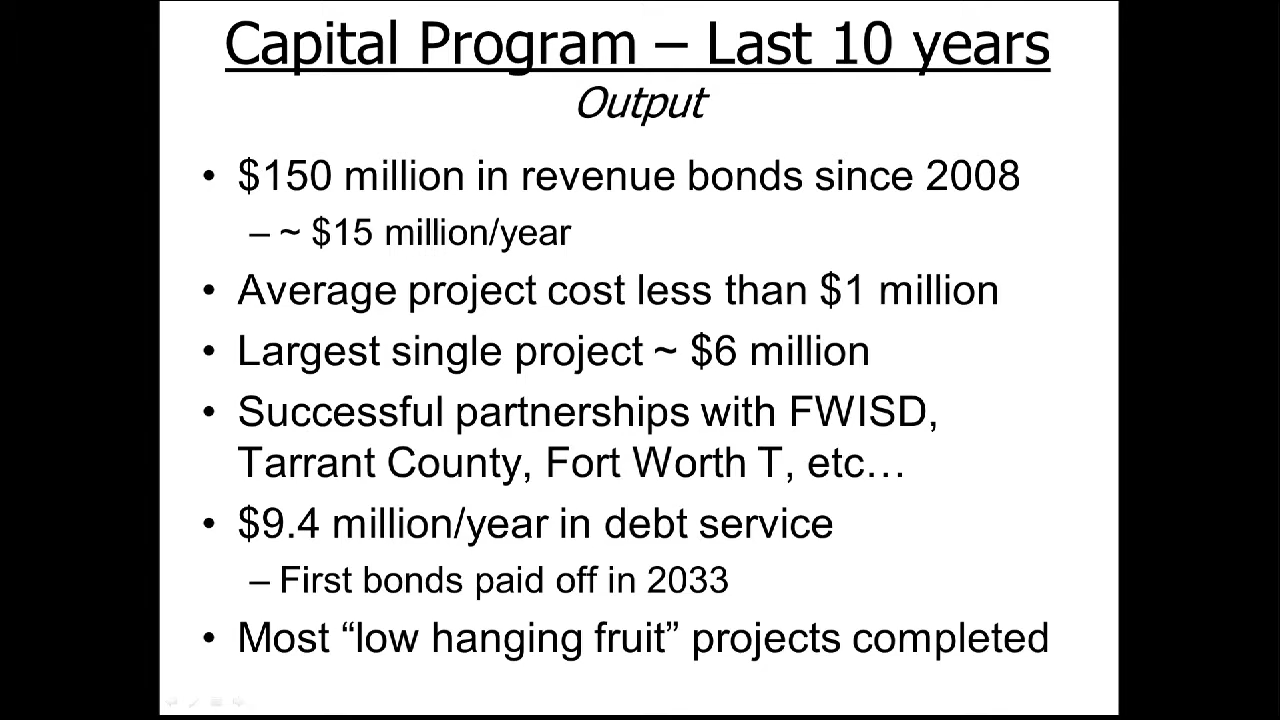 Capital Program – Last 10 years
Output
• $150 million in revenue bonds since 2008
– ~ $15 million/year
• Average project cost less than $1 million
• Largest single project ~ $6 million
• Successful partnerships with FWISD,
Tarrant County, Fort Worth T, etc…
• $9.4 million/year in debt service
– First bonds paid off in 2033
• Most “low hanging fruit” projects completed